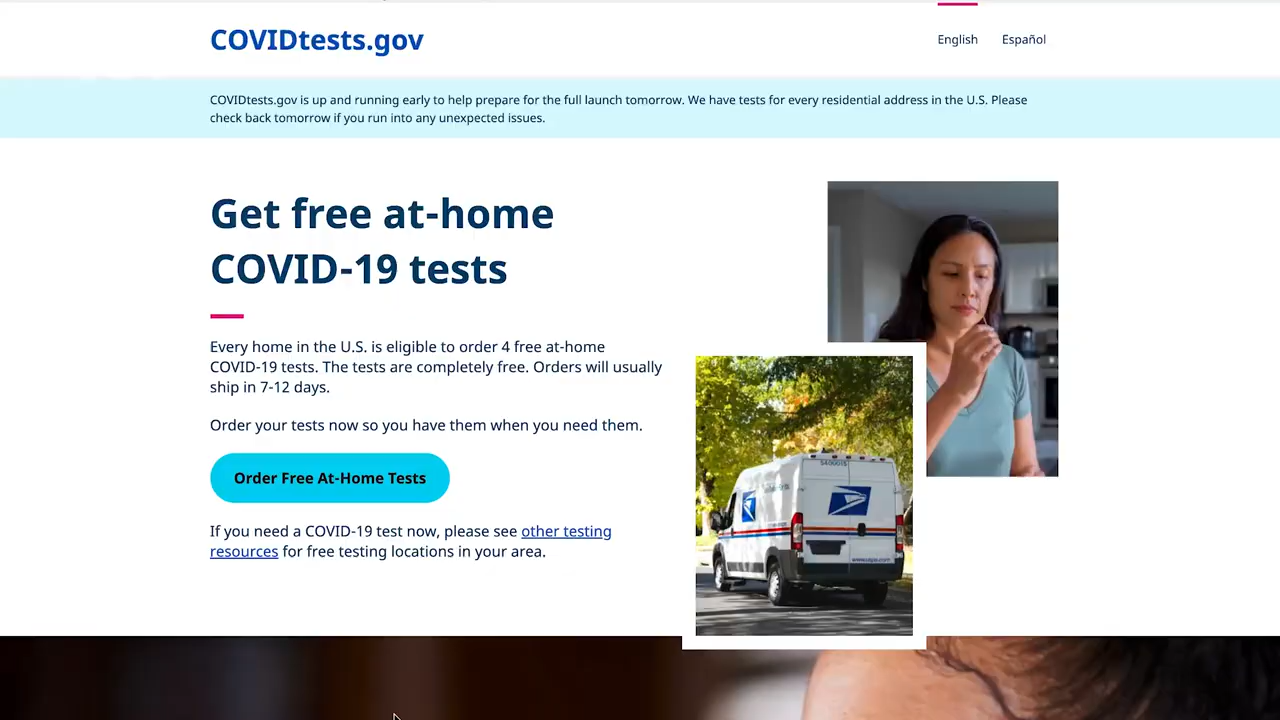 COVIDtests.gov
English
Español
COVIDtests.gov is up and running early to help prepare for the full launch tomorrow. We have tests for every residential address in the U.S. Please
check back tomorrow if you run into any unexpected issues.
Get free at-home
COVID-19 tests
Every home in the U.S. is eligible to order 4 free at-home
COVID-19 tests. The tests are completely free. Orders will usually
ship in 7-12 days.
Order your tests now so you have them when you need them.
Order Free At-Home Tests
If you need a COVID-19 test now, please see other testing
resources for free testing locations in your area.